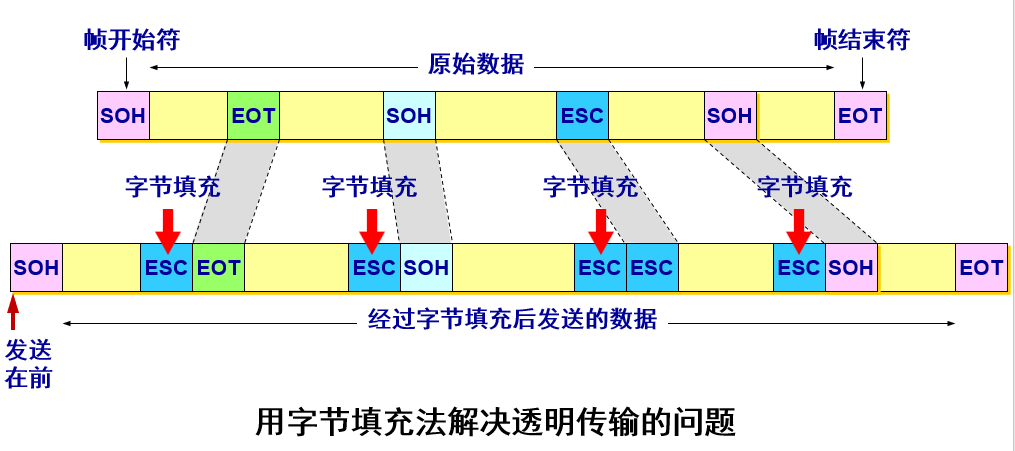 帧开始符
帧结束符
原始数据
SOH EOT SOH ESC SOH EOT
字节填充 字节填充 字节填充 字节填充
SOH ESC EOT ESC SOH ESC ESC ESC SOH EOT
经过字节填充后发送的数据
发送
在前
用字节填充法解决透明传输的问题